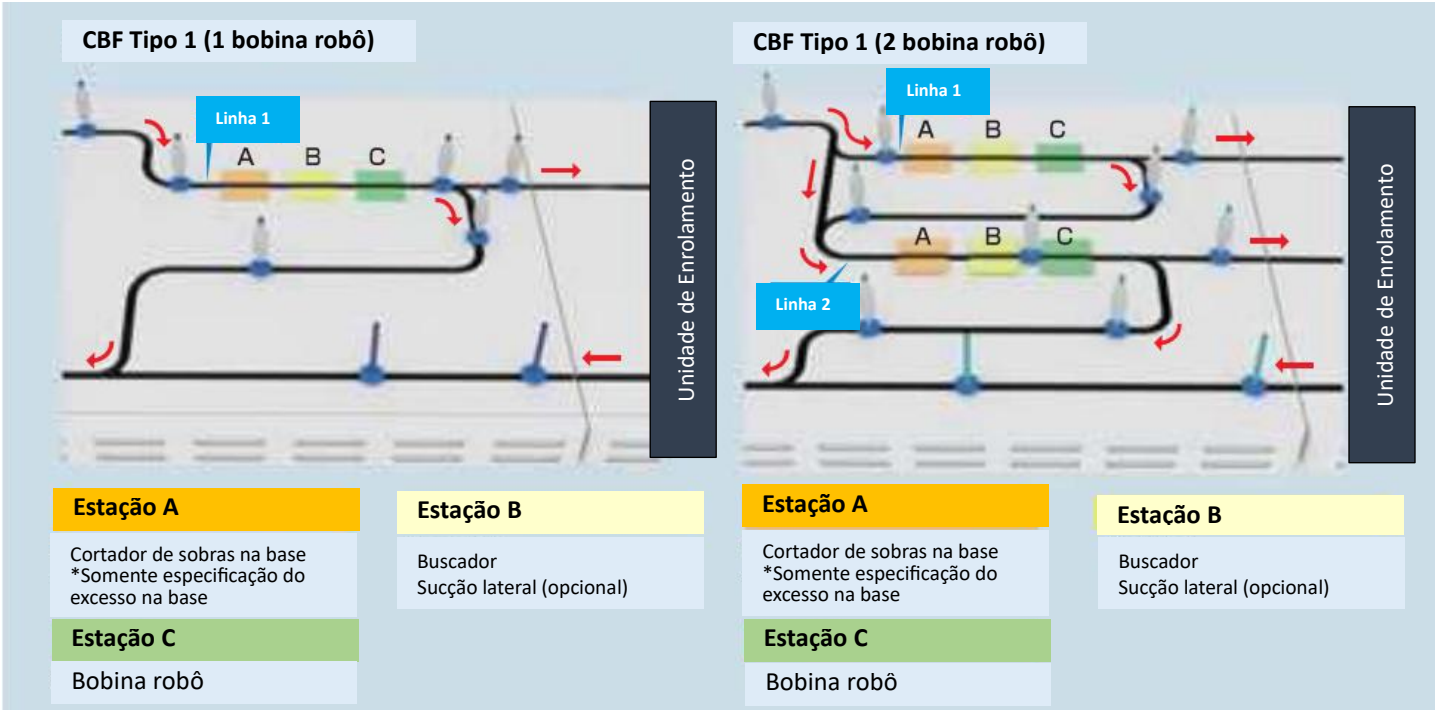 CBF Tipo 1 (1 bobina robô)
Linha 1
A B C
Unidade de Enrolamento
Estação A
Cortador de sobras na base
*Somente especificação do
excesso na base
Estação B
Buscador
Sucção lateral (opcional)
Estação C
Bobina robô
CBF Tipo 1 (2 bobina robô)
Linha 1
A B C
A B C
Linha 2
Unidade de Enrolamento
Estação A
Cortador de sobras na base
*Somente especificação do
excesso na base
Estação B
Buscador
Sucção lateral (opcional)
Estação C
Bobina robô